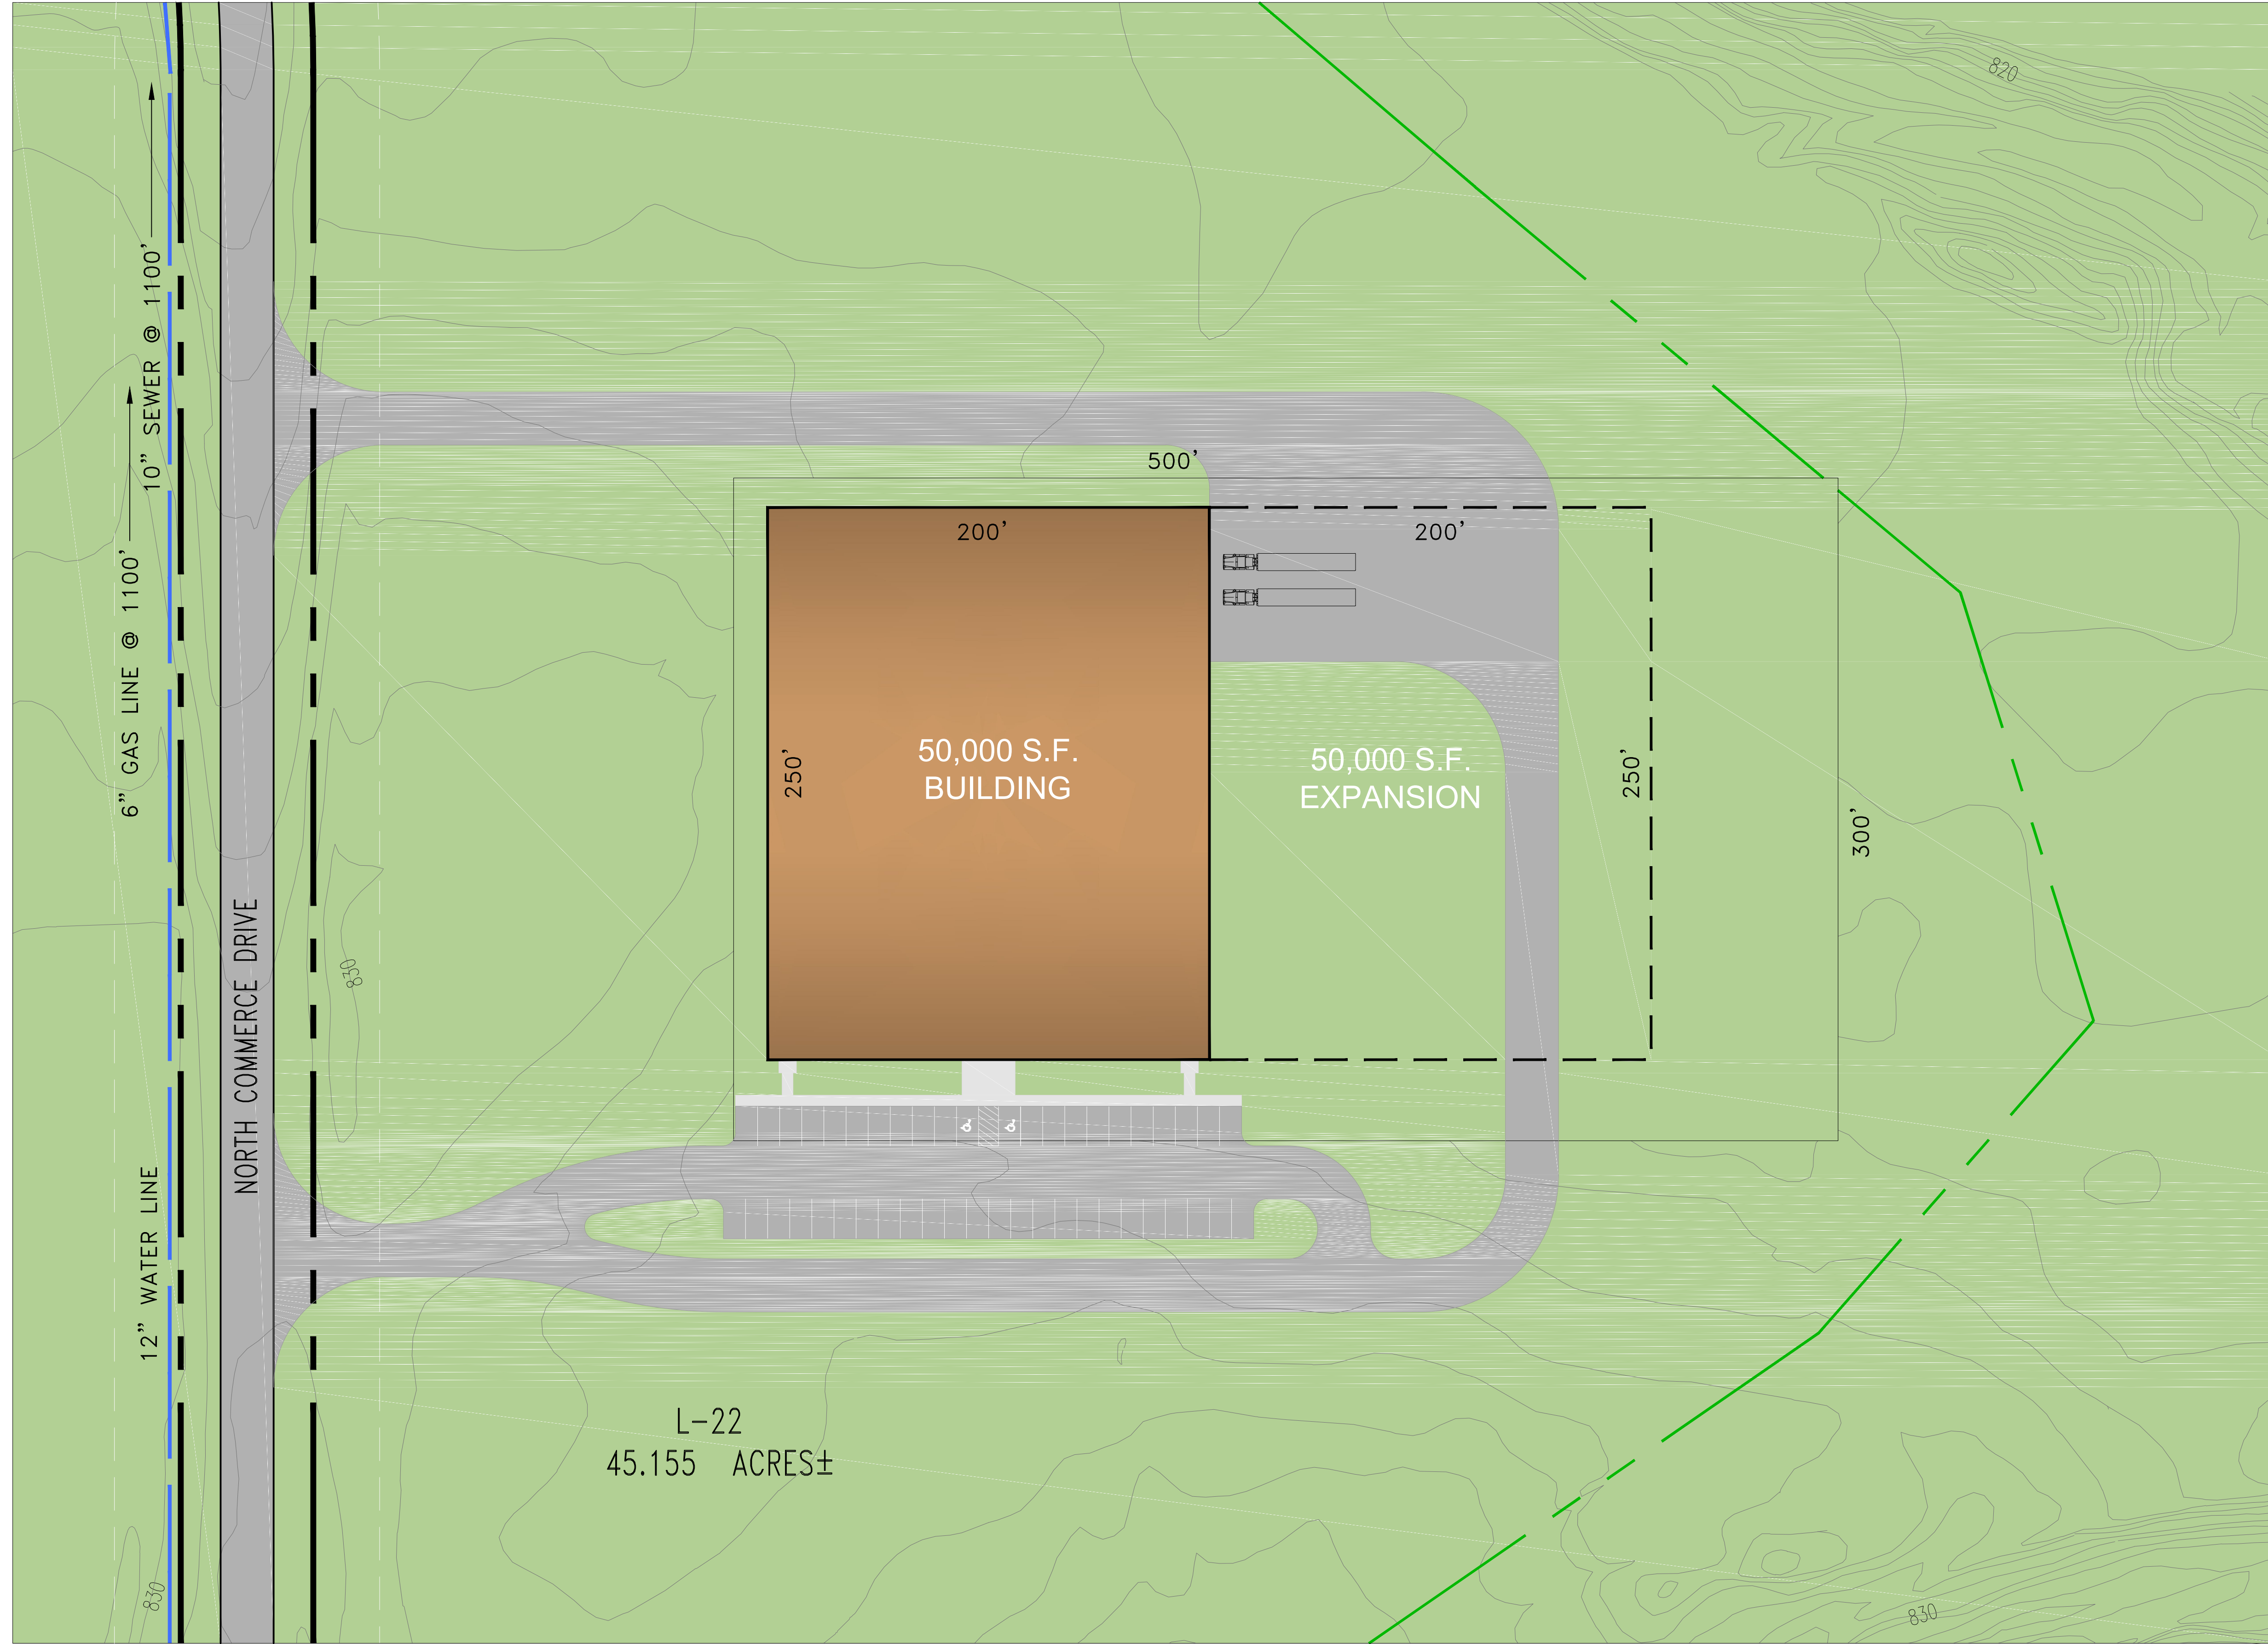 820
10” SEWER @ 1100’
6” GAS LINE @ 1100’
500’
200’
200’
50,000 S.F.
BUILDING
50,000 S.F.
EXPANSION
250’
250’
300’
830
NORTH COMMERCE DRIVE
12” WATER LINE
L-22
45.155 ACRES±
830
830